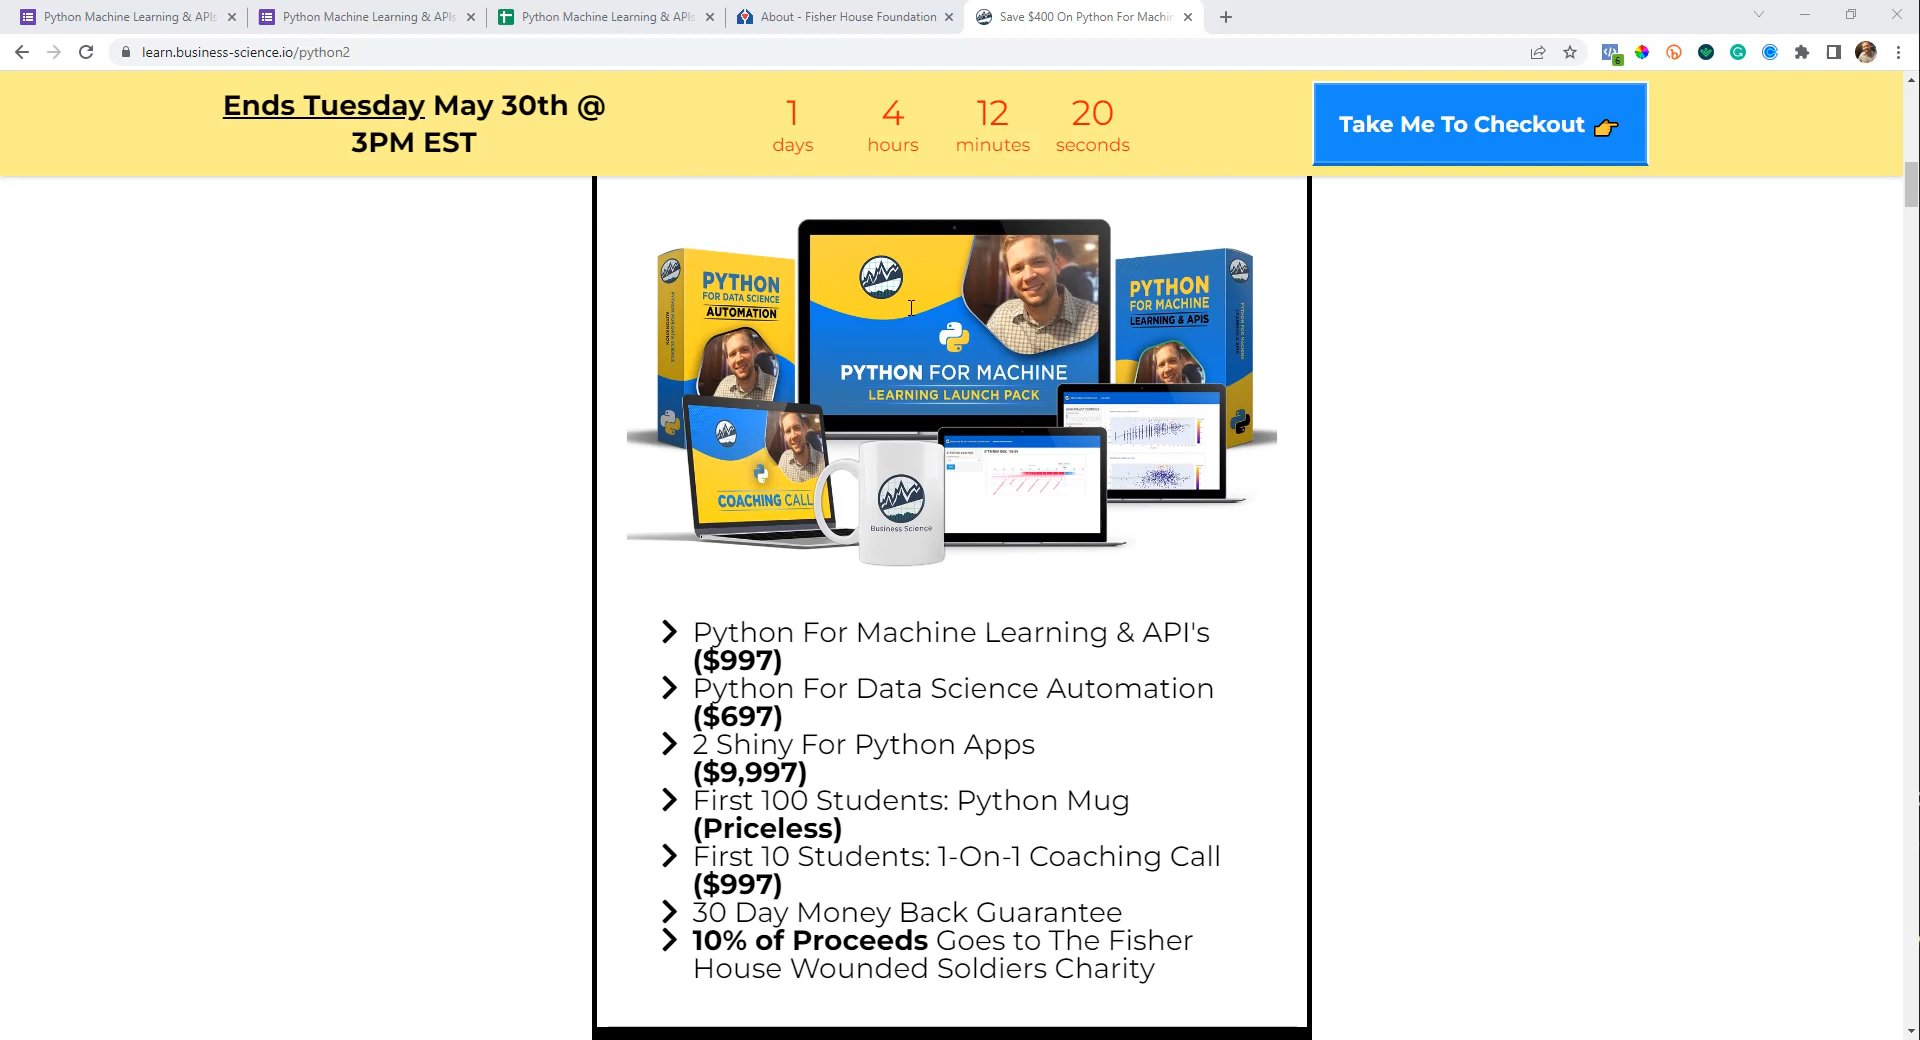 Python Machine Learning & APIs
Python Machine Learning & APIs
Python Machine Learning & APIs
About - Fisher House Foundation
Save $400 On Python For Machin
learn.business-science.io/python2
6
Ends Tuesday May 30th @
3PM EST
1
days
4
hours
12
minutes
20
seconds
Take Me To Checkout 👉
PYTHON
FOR DATA SCIENCE
AUTOMATION
PYTHON FOR MACHINE
LEARNING LAUNCH PACK
PYTHON
FOR MACHINE
LEARNING & APIS
COACHING CALL
Business Science
Python For Machine Learning & API's
($997)
Python For Data Science Automation
($697)
2 Shiny For Python Apps
($9,997)
First 100 Students: Python Mug
(Priceless)
First 10 Students: 1-On-1 Coaching Call
($997)
30 Day Money Back Guarantee
10% of Proceeds Goes to The Fisher
House Wounded Soldiers Charity